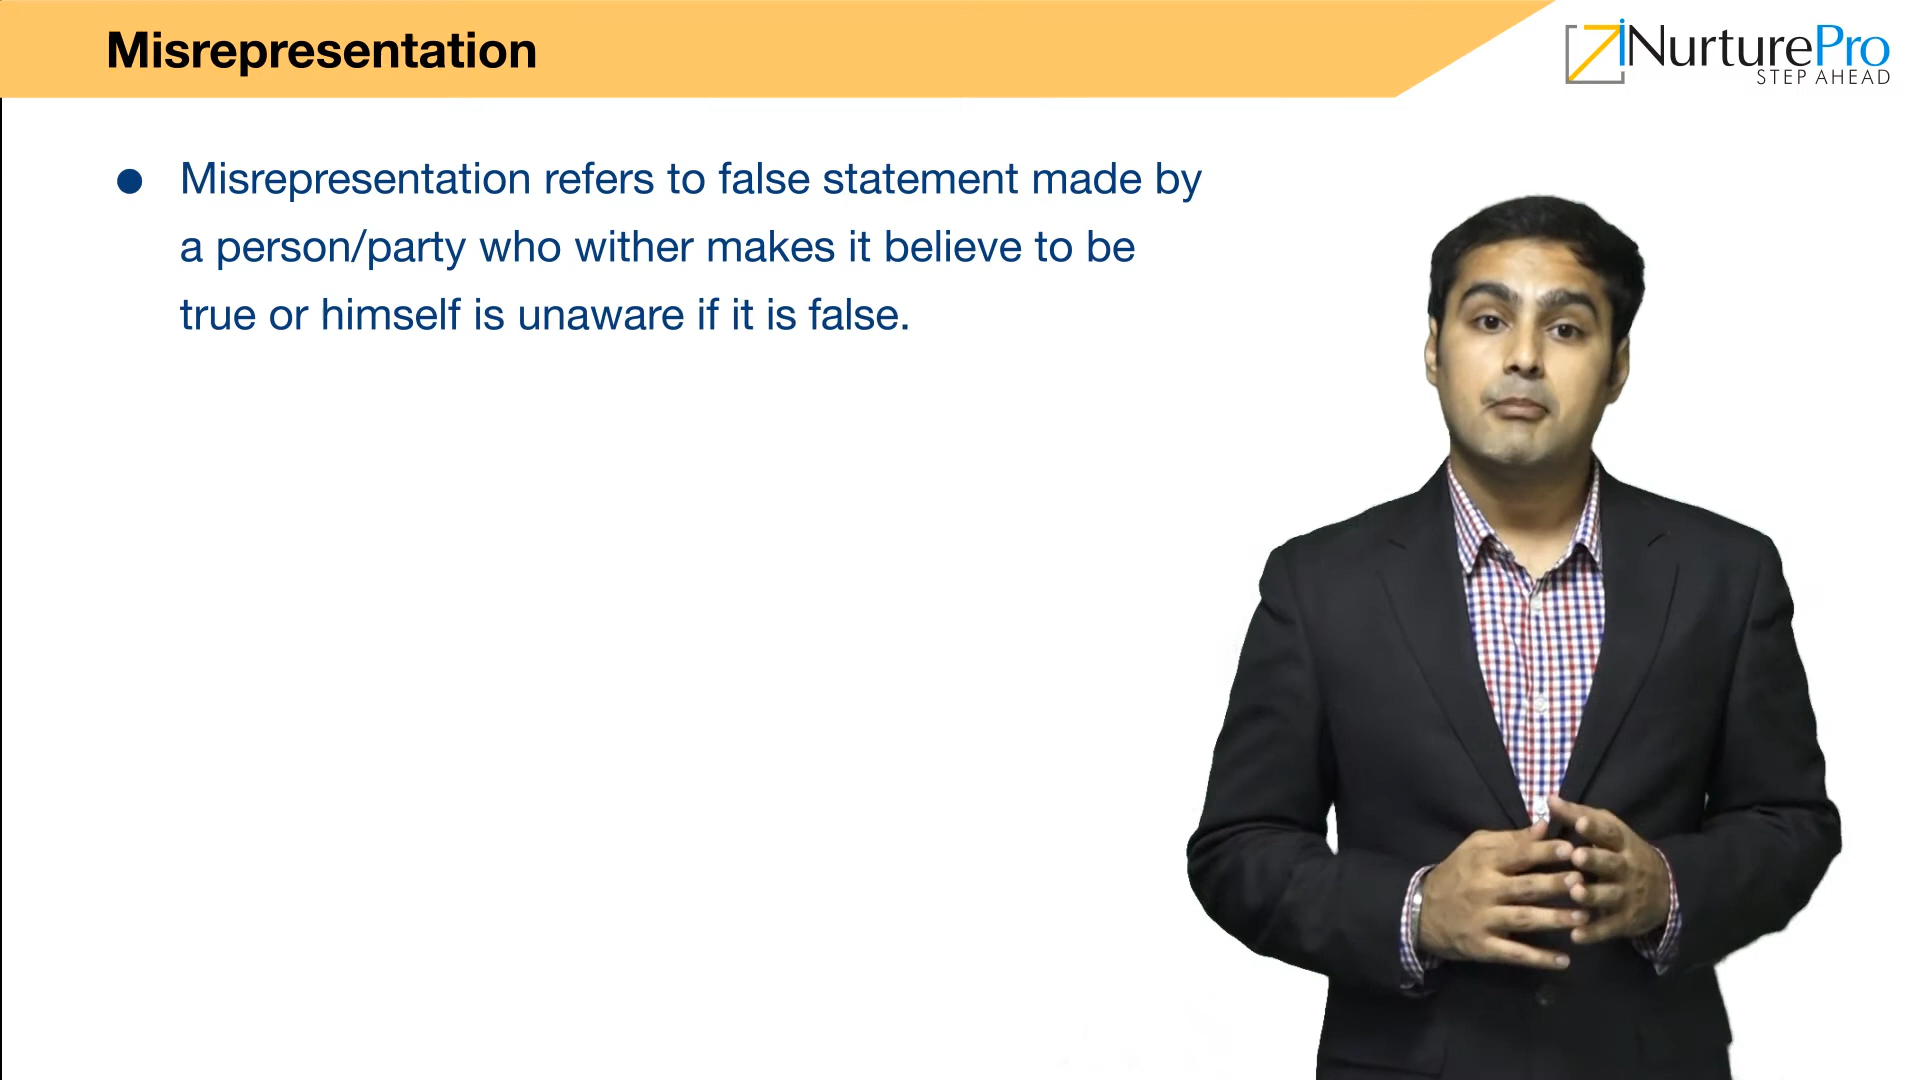 Misrepresentation
iNurturePro
STEP AHEAD
● Misrepresentation refers to false statement made by
a person/party who wither makes it believe to be
true or himself is unaware if it is false.